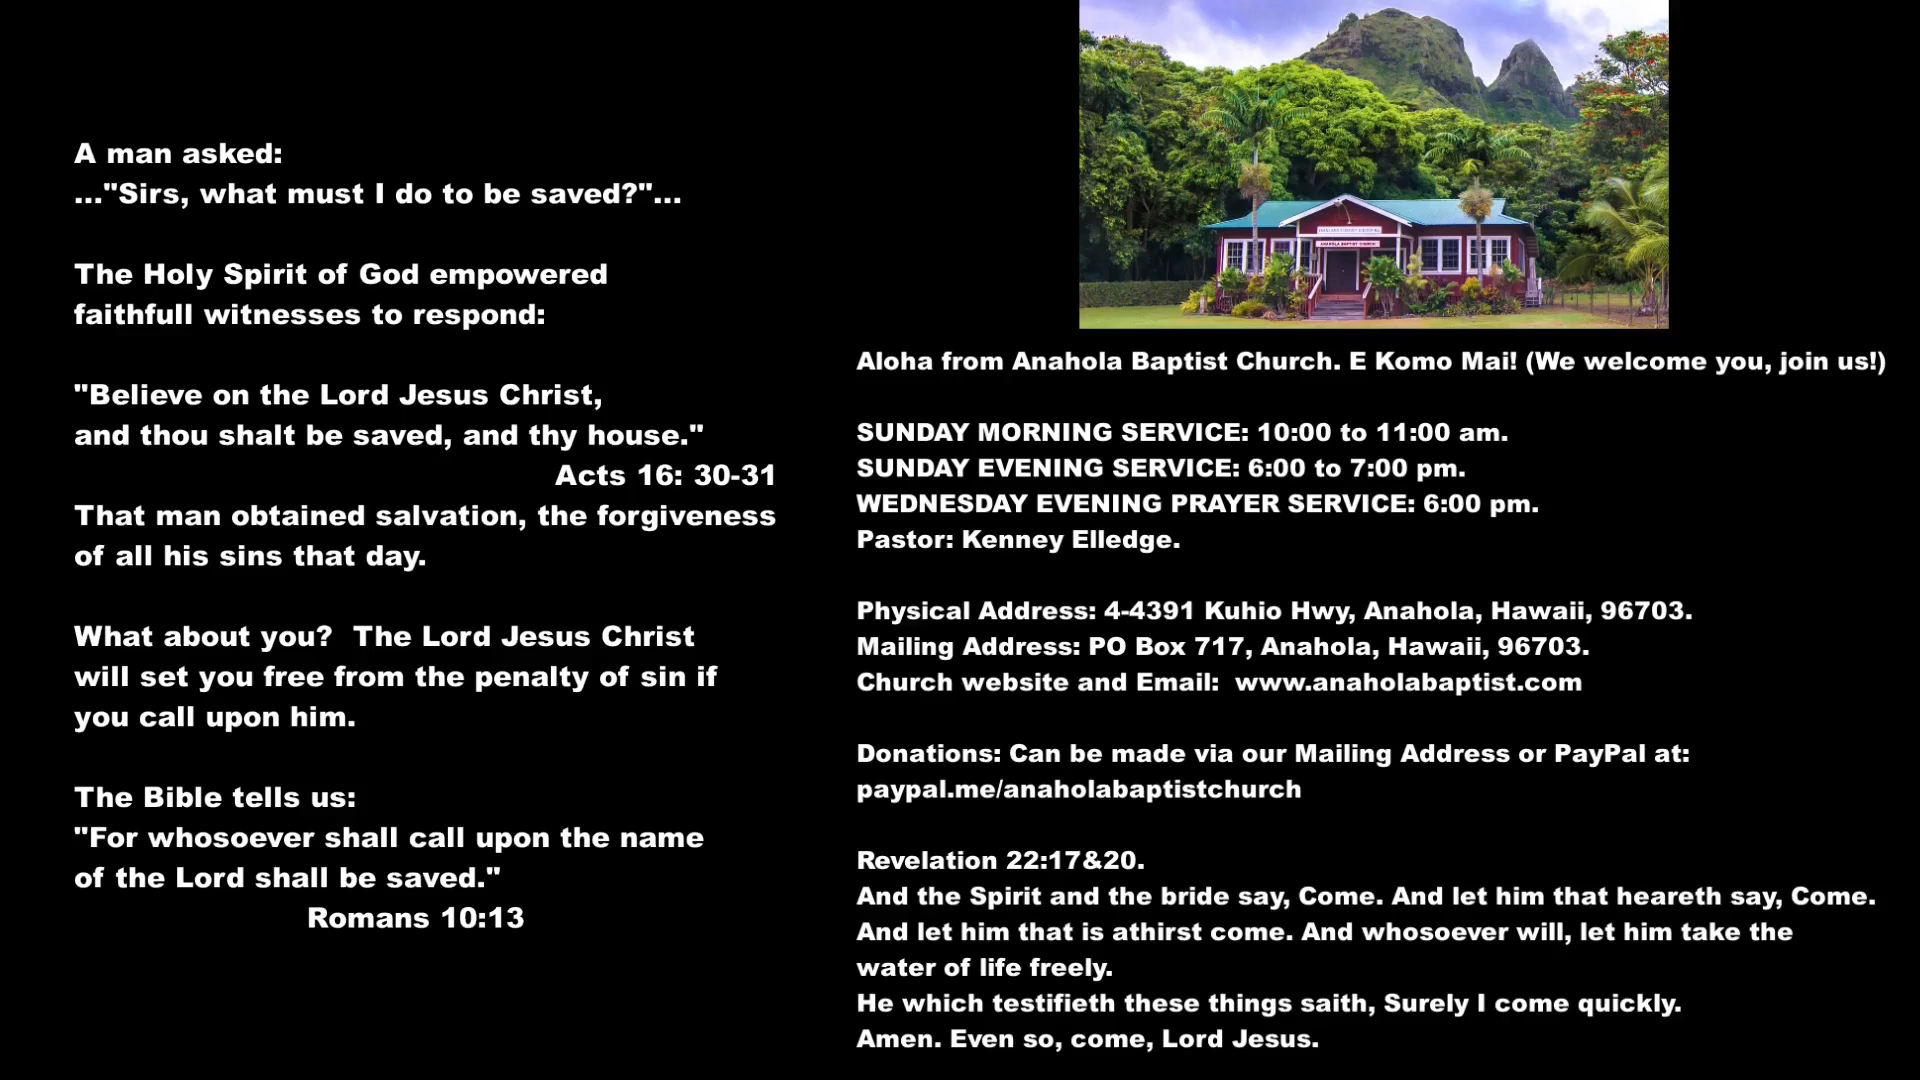 A man asked:
..."Sirs, what must I do to be saved?"...
The Holy Spirit of God empowered
faithfull witnesses to respond:
"Believe on the Lord Jesus Christ,
and thou shalt be saved, and thy house."
Acts 16: 30-31
That man obtained salvation, the forgiveness
of all his sins that day.
What about you?  The Lord Jesus Christ
will set you free from the penalty of sin if
you call upon him.
The Bible tells us:
"For whosoever shall call upon the name
of the Lord shall be saved."
Romans 10:13
ANAHOLA BAPTIST CHURCH
Aloha from Anahola Baptist Church. E Komo Mai! (We welcome you, join us!)
SUNDAY MORNING SERVICE: 10:00 to 11:00 am.
SUNDAY EVENING SERVICE: 6:00 to 7:00 pm.
WEDNESDAY EVENING PRAYER SERVICE: 6:00 pm.
Pastor: Kenney Elledge.
Physical Address: 4-4391 Kuhio Hwy, Anahola, Hawaii, 96703.
Mailing Address: PO Box 717, Anahola, Hawaii, 96703.
Church website and Email:  www.anaholabaptist.com
Donations: Can be made via our Mailing Address or PayPal at:
paypal.me/anaholabaptistchurch
Revelation 22:17&20.
And the Spirit and the bride say, Come. And let him that heareth say, Come.
And let him that is athirst come. And whosoever will, let him take the
water of life freely.
He which testifieth these things saith, Surely I come quickly.
Amen. Even so, come, Lord Jesus.